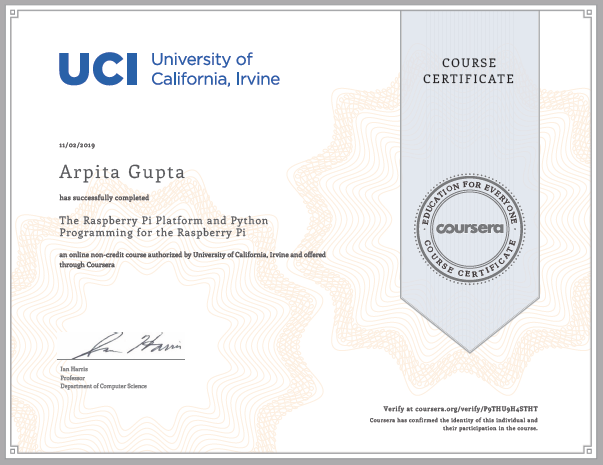 UCI University of
California, Irvine
COURSE
CERTIFICATE
11/02/2019
Arpita Gupta
has successfully completed
The Raspberry Pi Platform and Python
Programming for the Raspberry Pi
an online non-credit course authorized by University of California, Irvine and offered
through Coursera
EDUCATION FOR EVERYONE
coursera
COURSE CERTIFICATE
Ian Harris
Ian Harris
Professor
Department of Computer Science
Verify at coursera.org/verify/P9THU9H4STHT
Coursera has confirmed the identity of this individual and
their participation in the course.